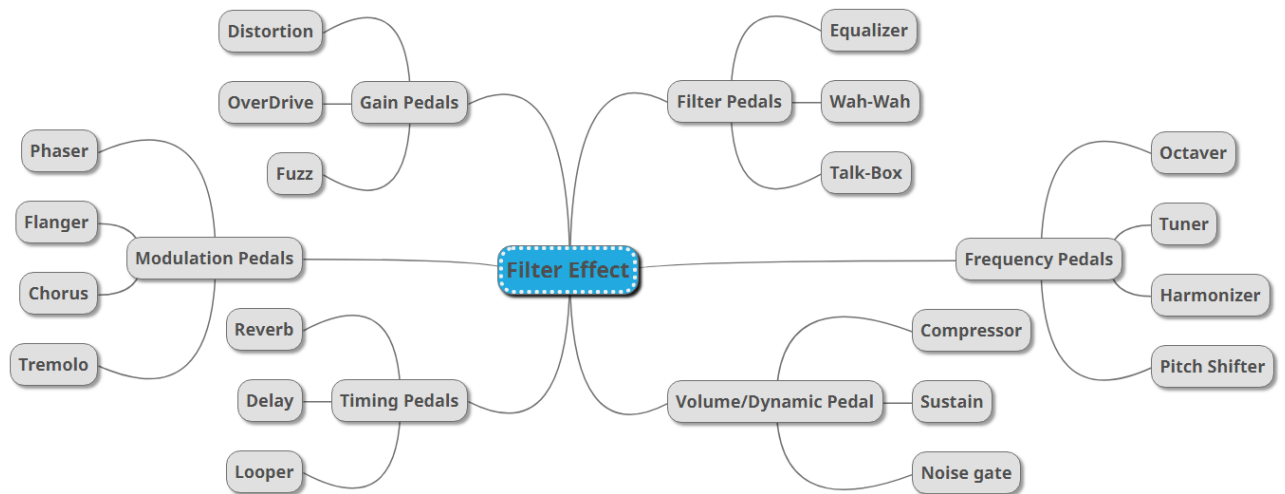 Distortion
OverDrive
Fuzz
Gain Pedals
Phaser
Flanger
Chorus
Tremolo
Modulation Pedals
Reverb
Delay
Looper
Timing Pedals
Filter Effect
Equalizer
Wah-Wah
Talk-Box
Filter Pedals
Octaver
Tuner
Harmonizer
Pitch Shifter
Frequency Pedals
Compressor
Sustain
Noise gate
Volume/Dynamic Pedal